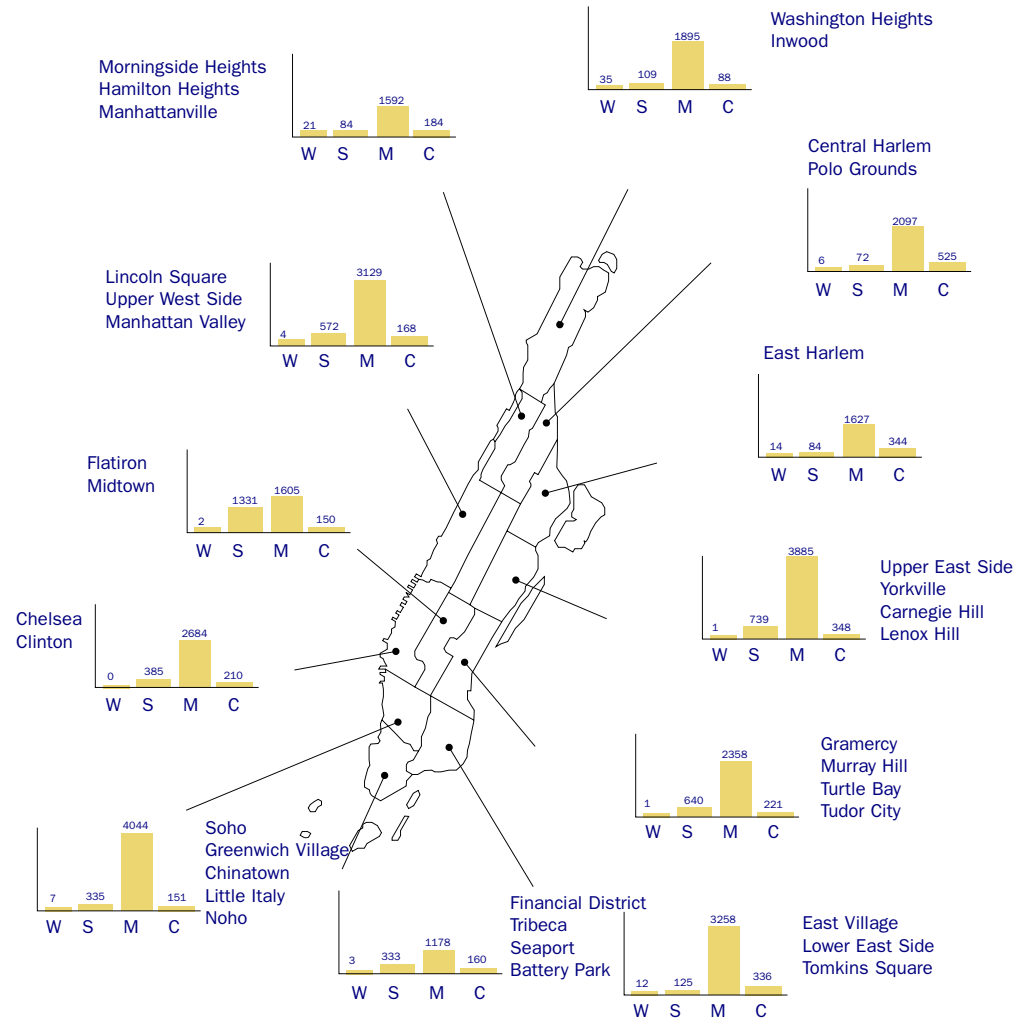 Washington Heights
Inwood
35 109 1895 88
W S M C
Morningside Heights
Hamilton Heights
Manhattanville
21 84 1592 184
W S M C
Central Harlem
Polo Grounds
6 72 2097 525
W S M C
Lincoln Square
Upper West Side
Manhattan Valley
4 572 3129 168
W S M C
East Harlem
14 84 1627 344
W S M C
Flatiron
Midtown
2 1331 1605 150
W S M C
Upper East Side
Yorkville
Carnegie Hill
Lenox Hill
1 739 3885 348
W S M C
Chelsea
Clinton
0 385 2684 210
W S M C
Gramercy
Murray Hill
Turtle Bay
Tudor City
1 640 2358 221
W S M C
Soho
Greenwich Village
Chinatown
Little Italy
Noho
7 335 4044 151
W S M C
Financial District
Tribeca
Seaport
Battery Park
3 333 1178 160
W S M C
East Village
Lower East Side
Tomkins Square
12 125 3258 336
W S M C